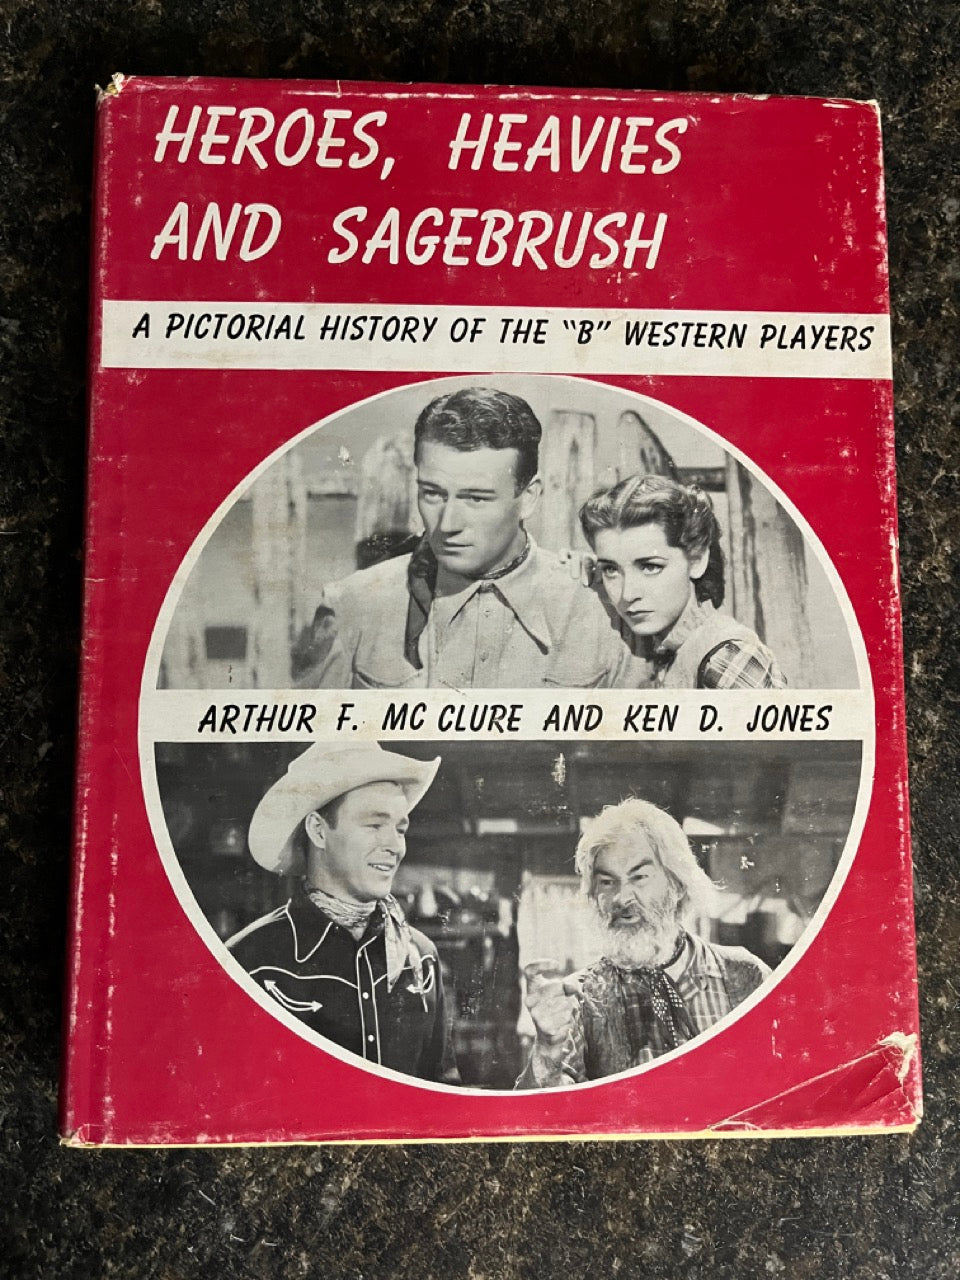 HEROES, HEAVIES
AND SAGEBRUSH
A PICTORIAL HISTORY OF THE "B" WESTERN PLAYERS
ARTHUR F. MC CLURE AND KEN D. JONES